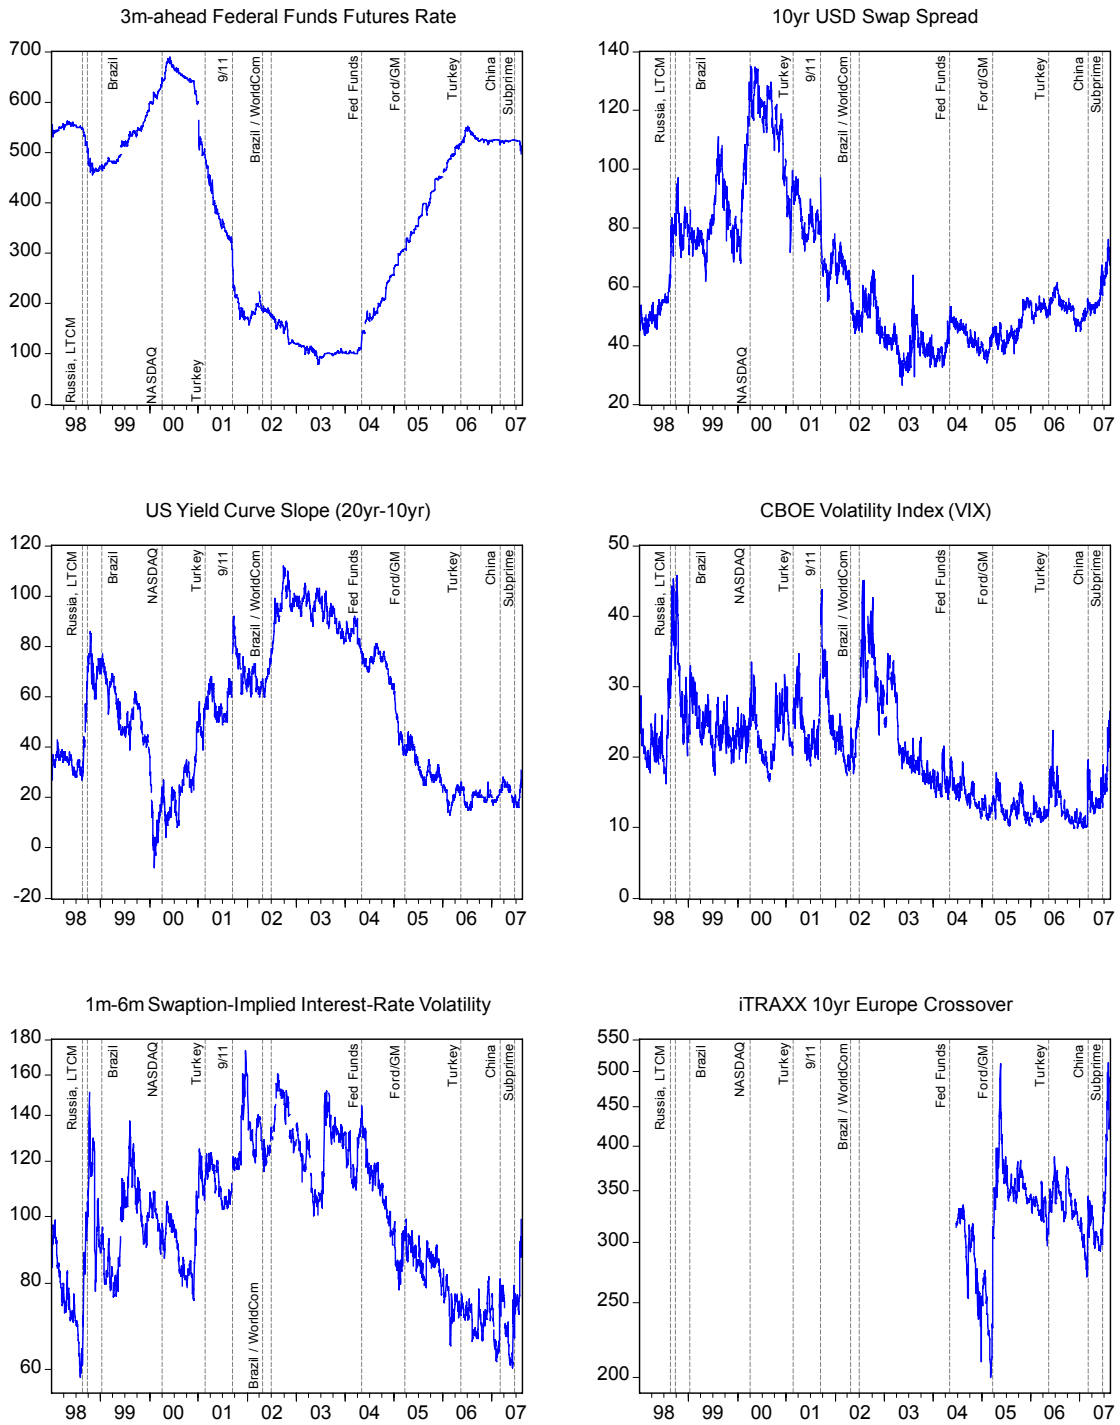 3m-ahead Federal Funds Futures Rate
700
600
500
400
300
200
100
0
Russia, LTCM
Brazil
NASDAQ
Turkey
9/11
Brazil / WorldCom
Fed Funds
Ford/GM
Turkey
China
Subprime
98 99 00 01 02 03 04 05 06 07
10yr USD Swap Spread
140
120
100
80
60
40
20
Russia, LTCM
Brazil
NASDAQ
Turkey
9/11
Brazil / WorldCom
Fed Funds
Ford/GM
Turkey
China
Subprime
98 99 00 01 02 03 04 05 06 07
US Yield Curve Slope (20yr-10yr)
120
100
80
60
40
20
0
-20
Russia, LTCM
Brazil
NASDAQ
Turkey
9/11
Brazil / WorldCom
Fed Funds
Ford/GM
Turkey
China
Subprime
98 99 00 01 02 03 04 05 06 07
CBOE Volatility Index (VIX)
50
40
30
20
10
0
Russia, LTCM
Brazil
NASDAQ
Turkey
9/11
Brazil / WorldCom
Fed Funds
Ford/GM
Turkey
China
Subprime
98 99 00 01 02 03 04 05 06 07
1m-6m Swaption-Implied Interest-Rate Volatility
180
160
140
120
100
80
60
Russia, LTCM
Brazil
NASDAQ
Turkey
9/11
Brazil / WorldCom
Fed Funds
Ford/GM
Turkey
China
Subprime
98 99 00 01 02 03 04 05 06 07
iTRAXX 10yr Europe Crossover
550
500
450
400
350
300
250
200
Russia, LTCM
Brazil
NASDAQ
Turkey
9/11
Brazil / WorldCom
Fed Funds
Ford/GM
Turkey
China
Subprime
98 99 00 01 02 03 04 05 06 07